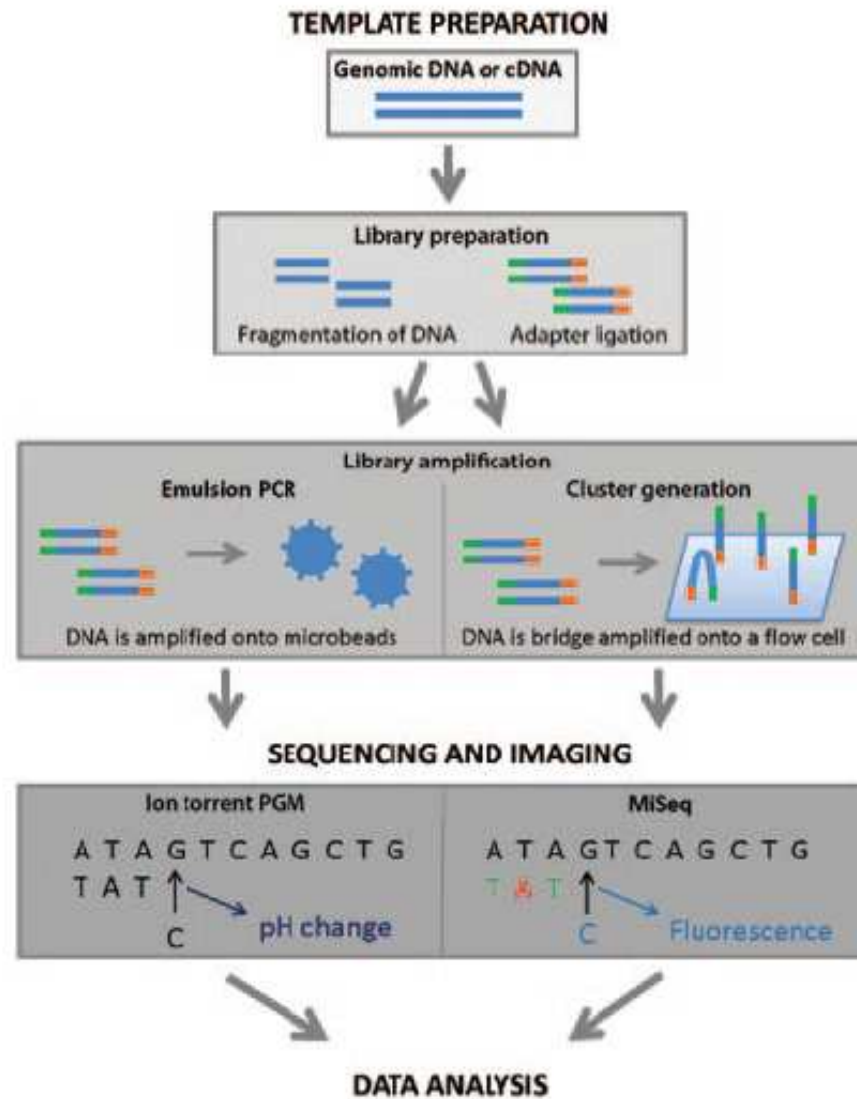 TEMPLATE PREPARATION
Genomic DNA or cDNA
Library preparation
Fragmentation of DNA
Adapter ligation
Library amplification
Emulsion PCR
DNA is amplified onto microbeads
Cluster generation
DNA is bridge amplified onto a flow cell
SEQUENCING AND IMAGING
Ion torrent PGM
A T A G T C A G C T G
T A T
C
pH change
MiSeq
A T A G T C A G C T G
T A T
C
Fluorescence
DATA ANALYSIS